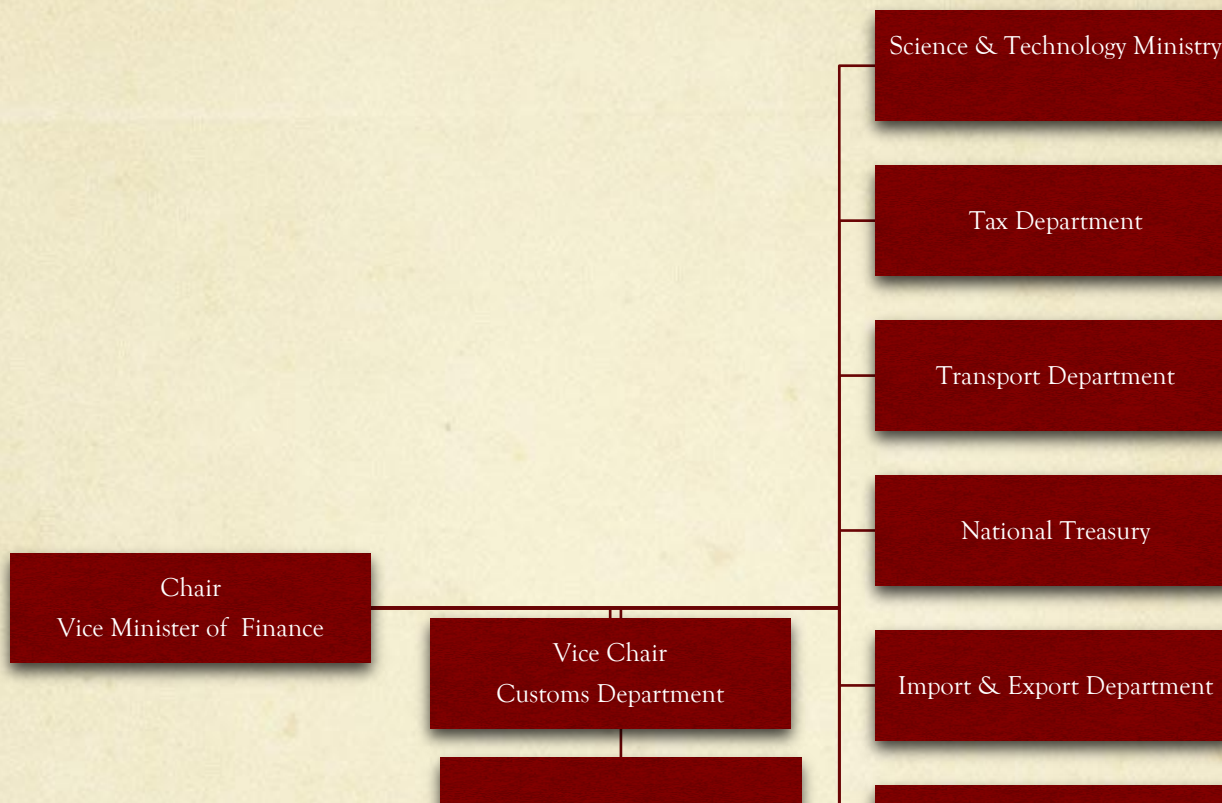 Science & Technology Ministry
Tax Department
Transport Department
National Treasury
Chair
Vice Minister of Finance
Vice Chair
Customs Department
Import & Export Department